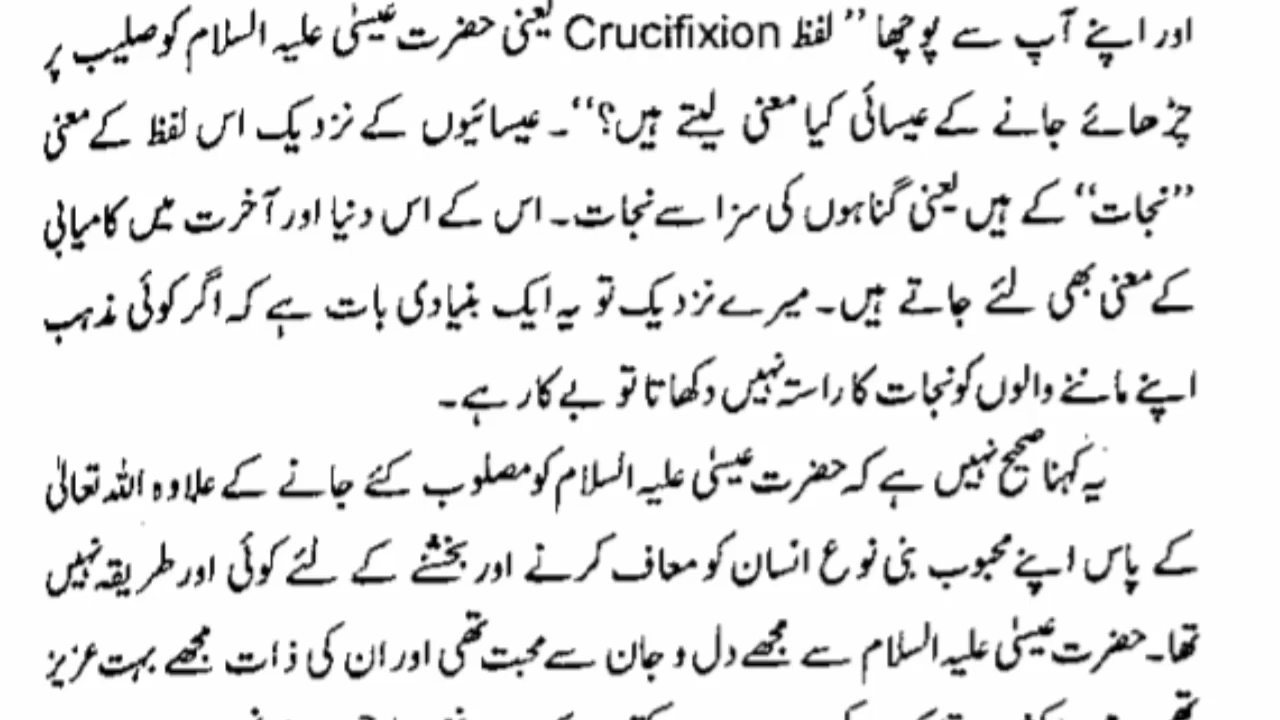 اور اپنے آپ سے پوچھا ”لفظ Crucifixion یعنی حضرت عیسیٰ علیہ السلام کو صلیب پر
چڑھائے جانے کے عیسائی کیا معنی لیتے ہیں؟“۔ عیسائیوں کے نزدیک اس لفظ کے معنی
”نجات“ کے ہیں یعنی گناہوں کی سزا سے نجات۔ اس کے اس دنیا اور آخرت میں کامیابی
کے معنی بھی لئے جاتے ہیں۔ میرے نزدیک تو یہ ایک بنیادی بات ہے کہ اگر کوئی مذہب
اپنے ماننے والوں کو نجات کا راستہ نہیں دکھاتا تو بے کار ہے۔
یہ کہنا صحیح نہیں ہے کہ حضرت عیسیٰ علیہ السلام کو مصلوب کئے جانے کے علاوہ اللہ تعالیٰ
کے پاس اپنے محبوب بنی نوع انسان کو معاف کرنے اور بخشنے کے لئے کوئی اور طریقہ نہیں
تھا۔ حضرت عیسیٰ علیہ السلام سے مجھے دل و جان سے محبت تھی اور ان کی ذات مجھے بہت عزیز